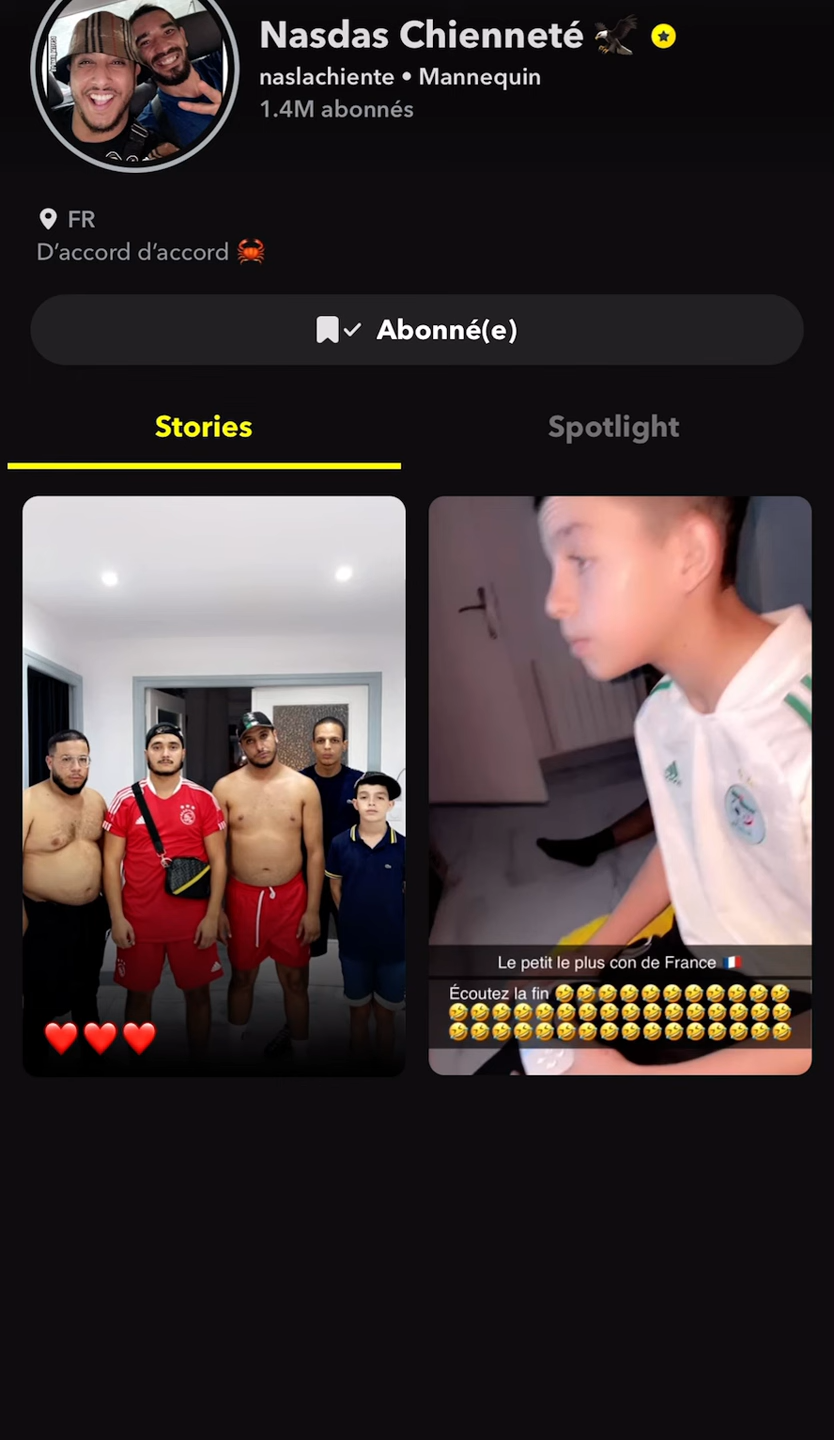 Nasdas Chienneté 🦅
naslachiente • Mannequin
1.4M abonnés
FR
D’accord d’accord 🦀
Abonné(e)
Stories
Spotlight
❤️❤️❤️
Le petit le plus con de France 🇫🇷
Écoutez la fin 🤣🤣🤣🤣🤣🤣🤣🤣🤣🤣🤣
🤣🤣🤣🤣🤣🤣🤣🤣🤣🤣🤣🤣🤣🤣🤣🤣
🤣🤣🤣🤣🤣🤣🤣🤣🤣🤣🤣🤣🤣🤣🤣🤣